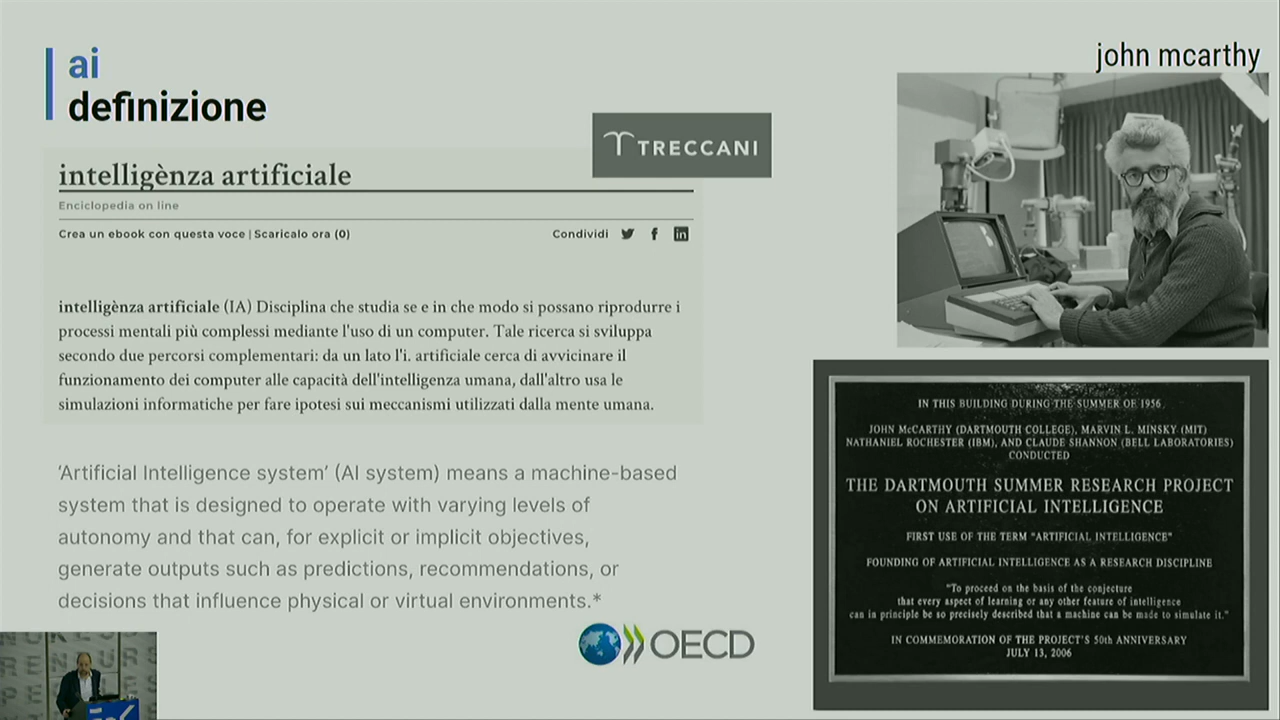 ai
definizione
john mcarthy
TRECCANI
intelligènza artificiale
Enciclopedia on line
Crea un ebook con questa voce | Scaricalo ora (0)
Condividi
intelligènza artificiale (IA) Disciplina che studia se e in che modo si possano riprodurre i
processi mentali più complessi mediante l'uso di un computer. Tale ricerca si sviluppa
secondo due percorsi complementari: da un lato l'i. artificiale cerca di avvicinare il
funzionamento dei computer alle capacità dell'intelligenza umana, dall'altro usa le
simulazioni informatiche per fare ipotesi sui meccanismi utilizzati dalla mente umana.
'Artificial Intelligence system' (AI system) means a machine-based
system that is designed to operate with varying levels of
autonomy and that can, for explicit or implicit objectives,
generate outputs such as predictions, recommendations, or
decisions that influence physical or virtual environments.*
OECD
IN THIS BUILDING DURING THE SUMMER OF 1956
JOHN McCARTHY (DARTMOUTH COLLEGE), MARVIN L. MINSKY (MIT)
NATHANIEL ROCHESTER (IBM), AND CLAUDE SHANNON (BELL LABORATORIES)
CONDUCTED
THE DARTMOUTH SUMMER RESEARCH PROJECT
ON ARTIFICIAL INTELLIGENCE
FIRST USE OF THE TERM "ARTIFICIAL INTELLIGENCE"
FOUNDING OF ARTIFICIAL INTELLIGENCE AS A RESEARCH DISCIPLINE
"To proceed on the basis of the conjecture
that every aspect of learning or any other feature of intelligence
can in principle be so precisely described that a machine can be made to simulate it."
IN COMMEMORATION OF THE PROJECT'S 50th ANNIVERSARY
JULY 13, 2006